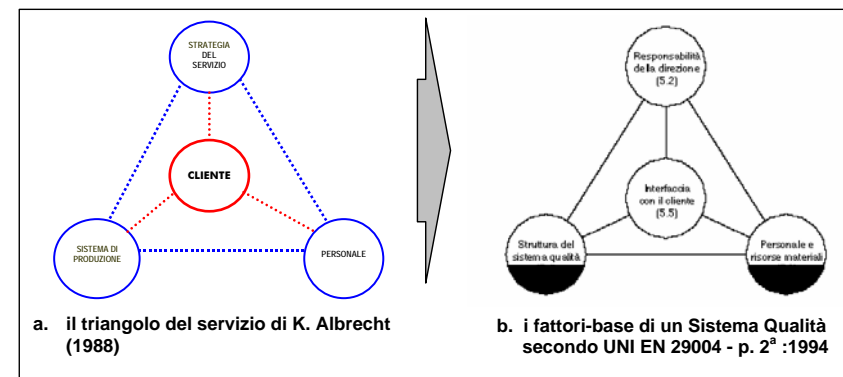 STRATEGIA
DEL
SERVIZIO
CLIENTE
SISTEMA DI
PRODUZIONE
PERSONALE
a. il triangolo del servizio di K. Albrecht
(1988)
Responsabilità
della direzione
(5.2)
Interfaccia
con il cliente
(5.5)
Struttura del
sistema qualità
Personale e
risorse materiali
b. i fattori-base di un Sistema Qualità
secondo UNI EN 29004 - p. 2ª :1994